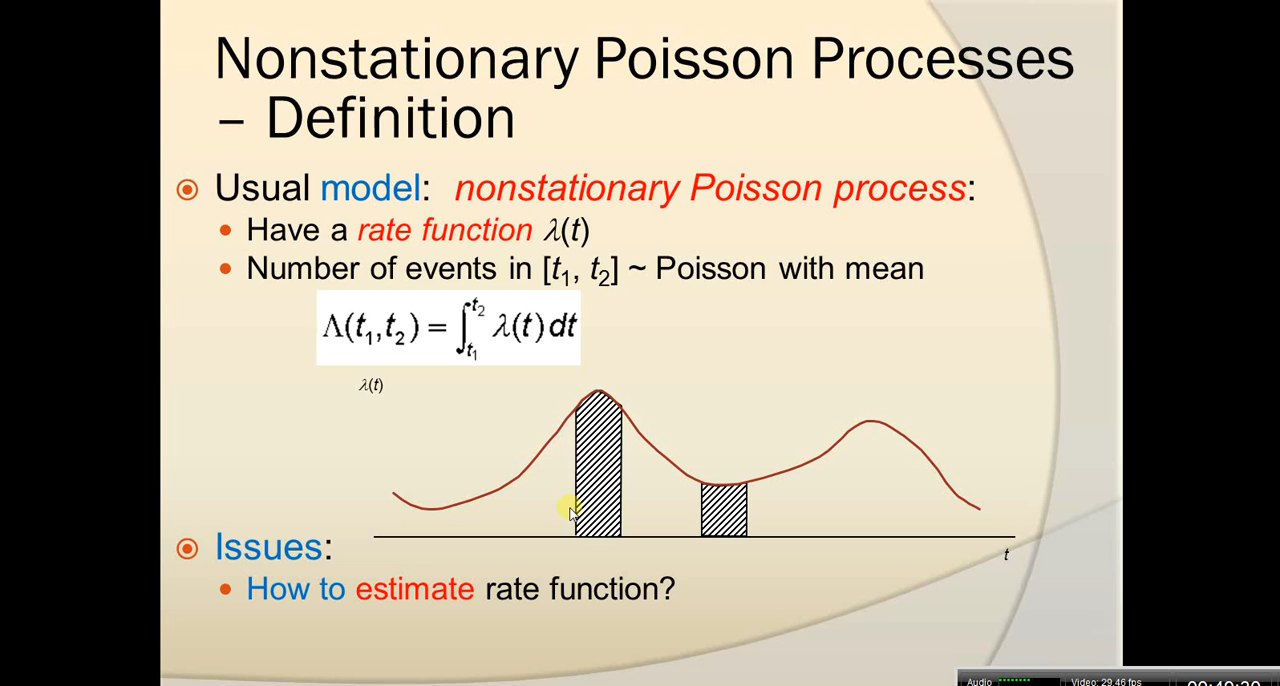 Nonstationary Poisson Processes
– Definition
Usual model: nonstationary Poisson process:
Have a rate function λ(t)
Number of events in [t₁, t₂] ~ Poisson with mean
Λ(t₁,t₂) = ∫ₜ₁ᵗ₂ λ(t) dt
λ(t)
t
Issues:
How to estimate rate function?
Audio Video: 29.46 fps